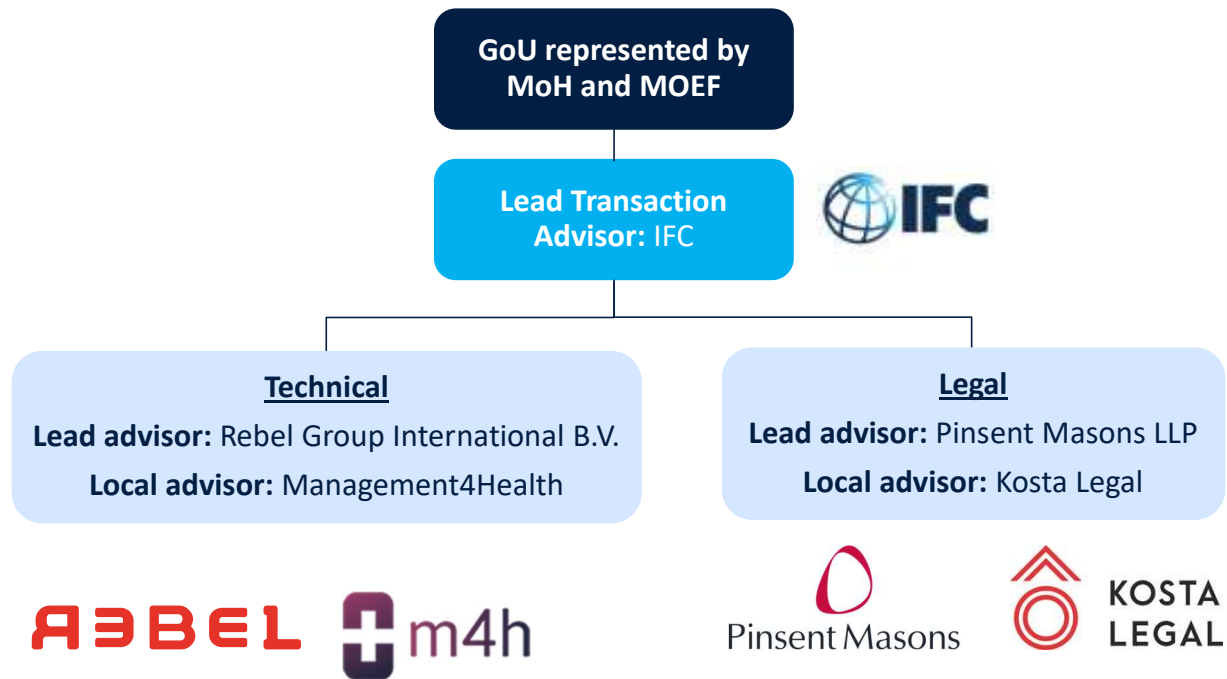 GoU represented by
MoH and MOEF
Lead Transaction
Advisor: IFC
IFC
Technical
Lead advisor: Rebel Group International B.V.
Local advisor: Management4Health
Legal
Lead advisor: Pinsent Masons LLP
Local advisor: Kosta Legal
REBEL
m4h
Pinsent Masons
KOSTA
LEGAL